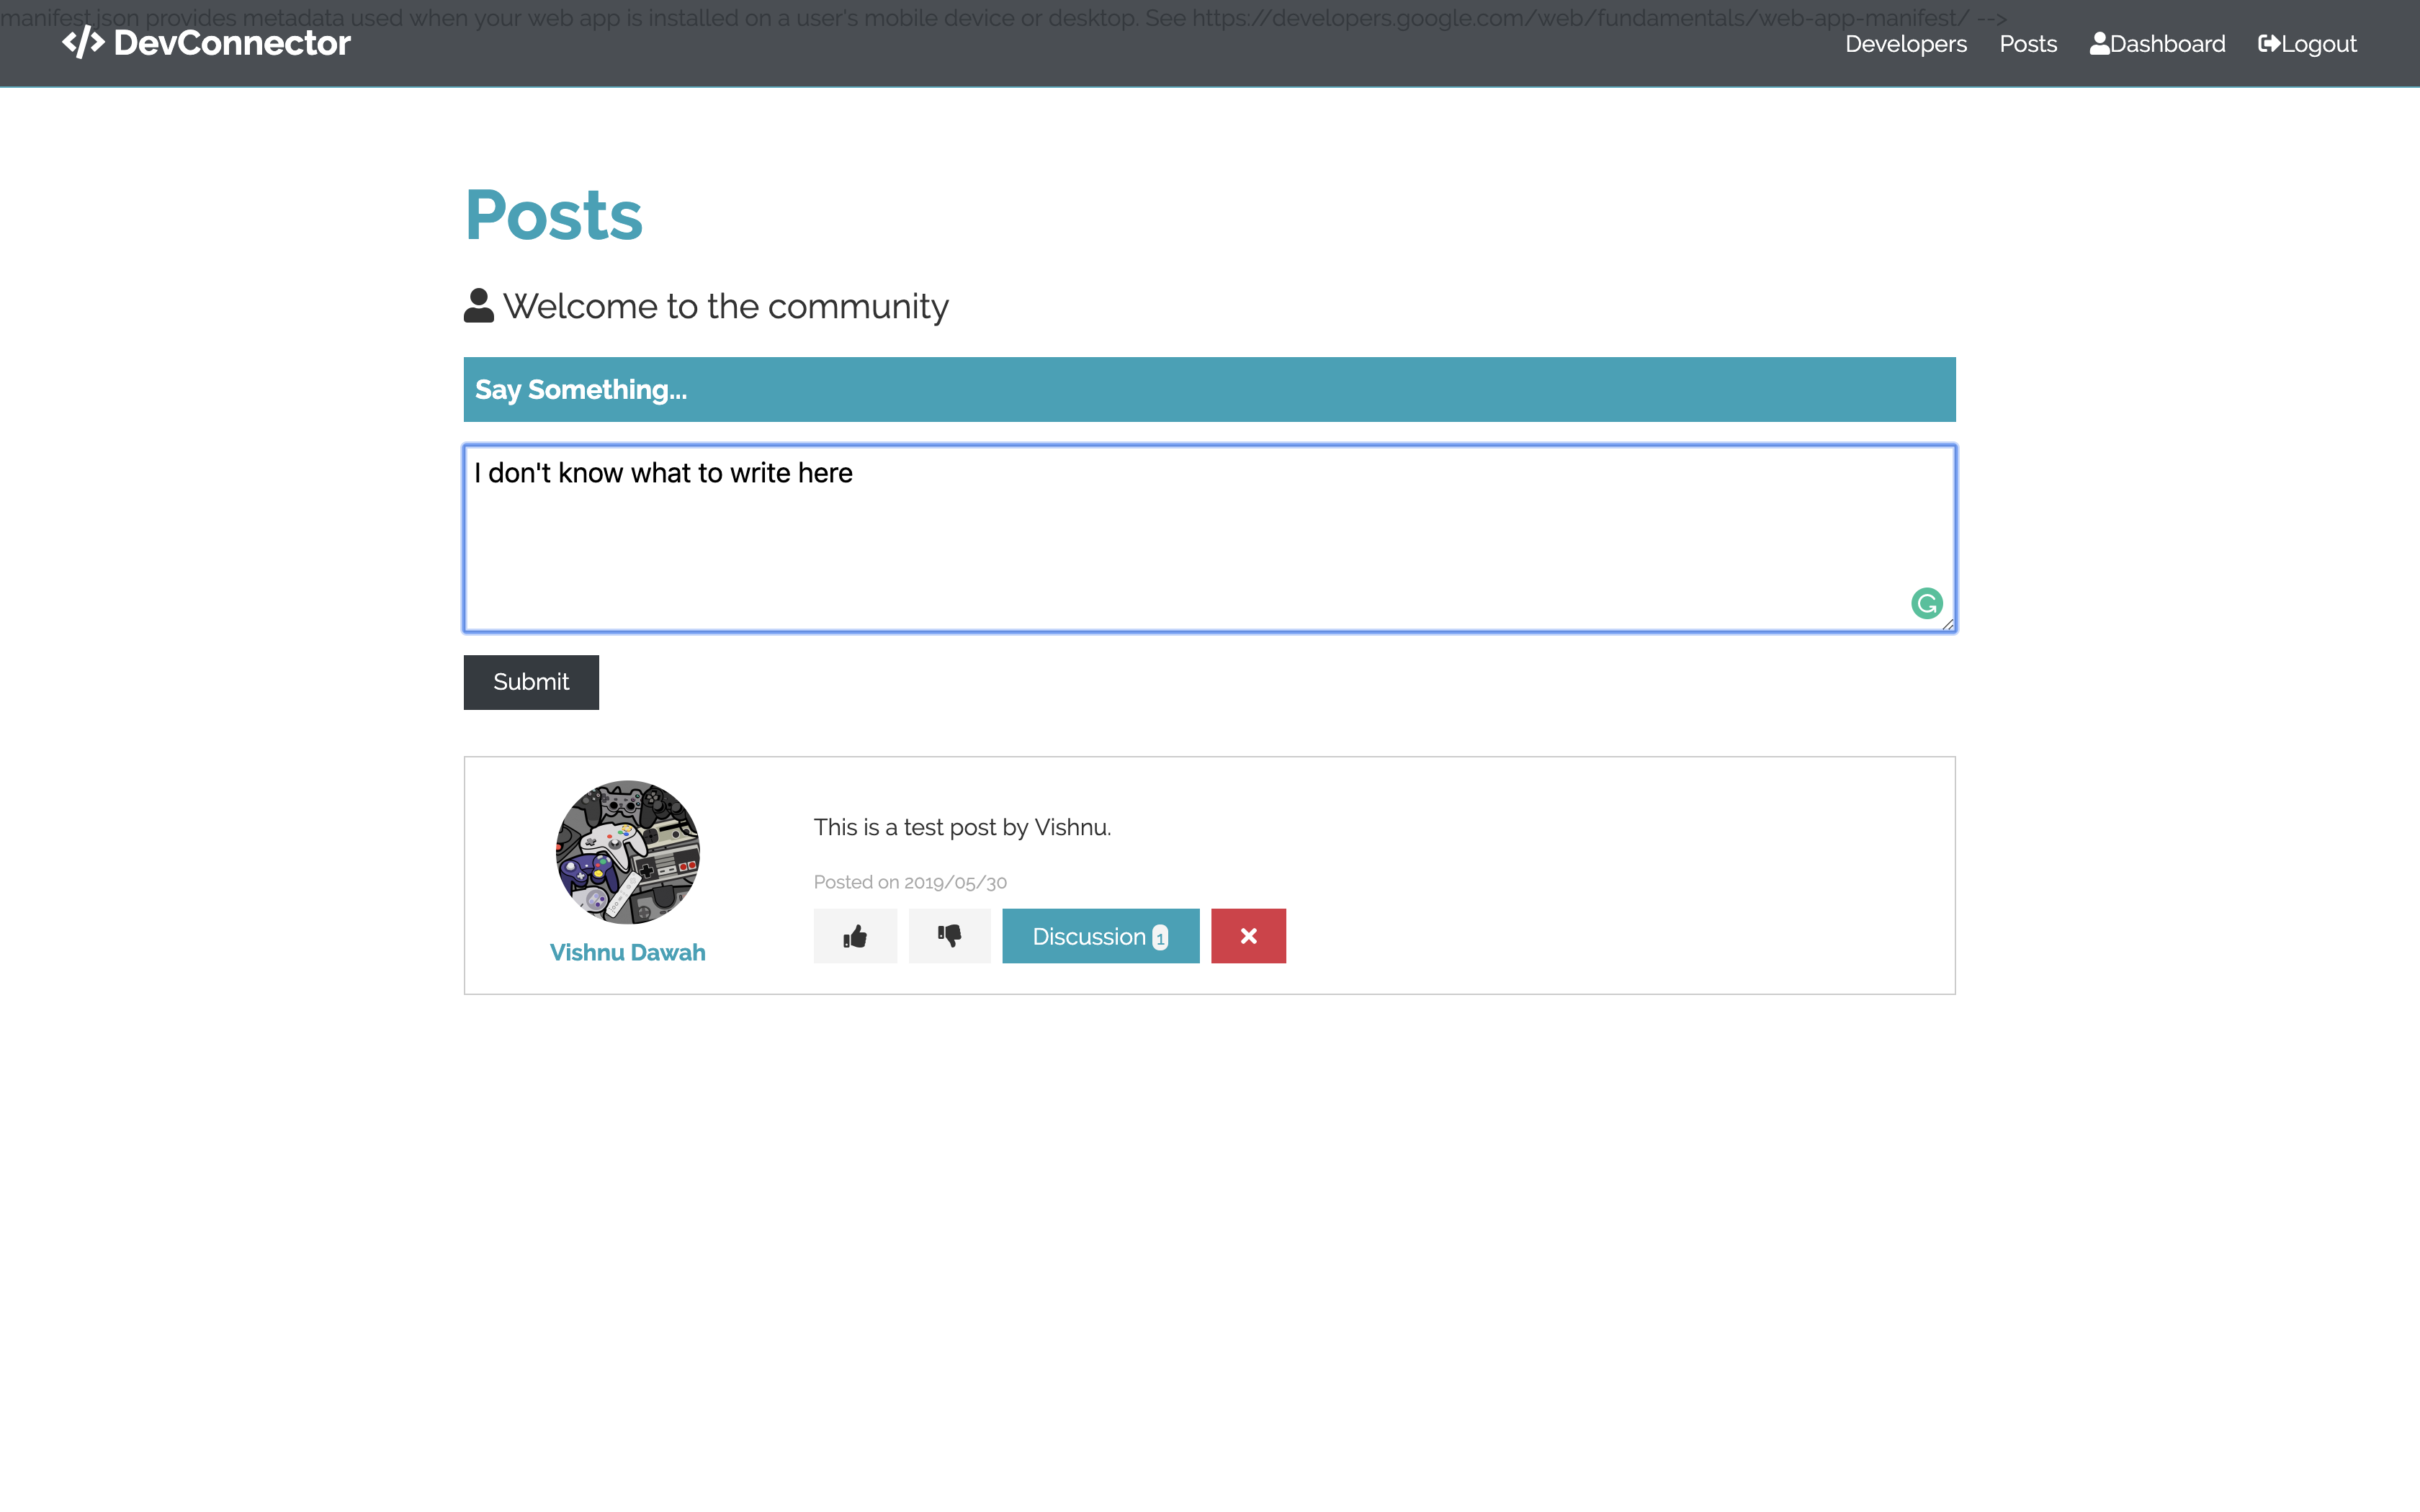 manifest.json provides metadata used when your web app is installed on a user's mobile device or desktop. See https://developers.google.com/web/fundamentals/web-app-manifest/ -->
</> DevConnector
Developers Posts Dashboard Logout
Posts
Welcome to the community
Say Something...
I don't know what to write here
Submit
This is a test post by Vishnu.
Posted on 2019/05/30
Discussion 1
Vishnu Dawah